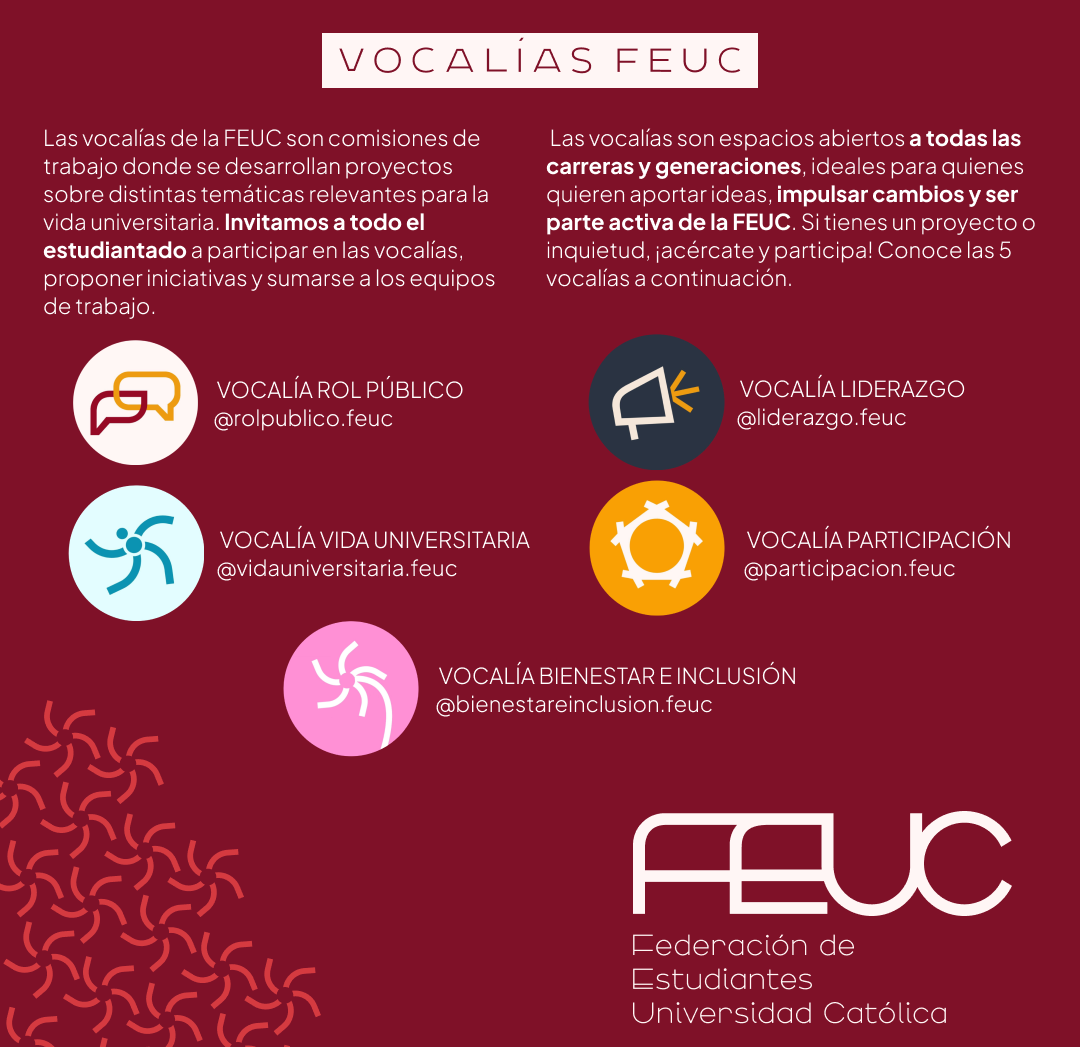 VOCALÍAS FEUC
Las vocalías de la FEUC son comisiones de
trabajo donde se desarrollan proyectos
sobre distintas temáticas relevantes para la
vida universitaria. Invitamos a todo el
estudiantado a participar en las vocalías,
proponer iniciativas y sumarse a los equipos
de trabajo.
Las vocalías son espacios abiertos a todas las
carreras y generaciones, ideales para quienes
quieren aportar ideas, impulsar cambios y ser
parte activa de la FEUC. Si tienes un proyecto o
inquietud, ¡acércate y participa! Conoce las 5
vocalías a continuación.
VOCALÍA ROL PÚBLICO
@rolpublico.feuc
VOCALÍA LIDERAZGO
@liderazgo.feuc
VOCALÍA VIDA UNIVERSITARIA
@vidauniversitaria.feuc
VOCALÍA PARTICIPACIÓN
@participacion.feuc
VOCALÍA BIENESTAR E INCLUSIÓN
@bienestareinclusion.feuc
FEUC
Federación de
Estudiantes
Universidad Católica